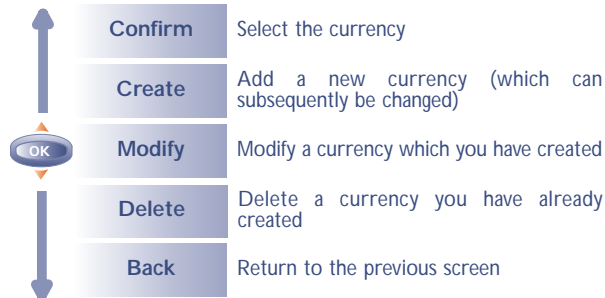 Confirm
Select the currency
Create
Add a new currency (which can
subsequently be changed)
OK
Modify
Modify a currency which you have created
Delete
Delete a currency you have already
created
Back
Return to the previous screen